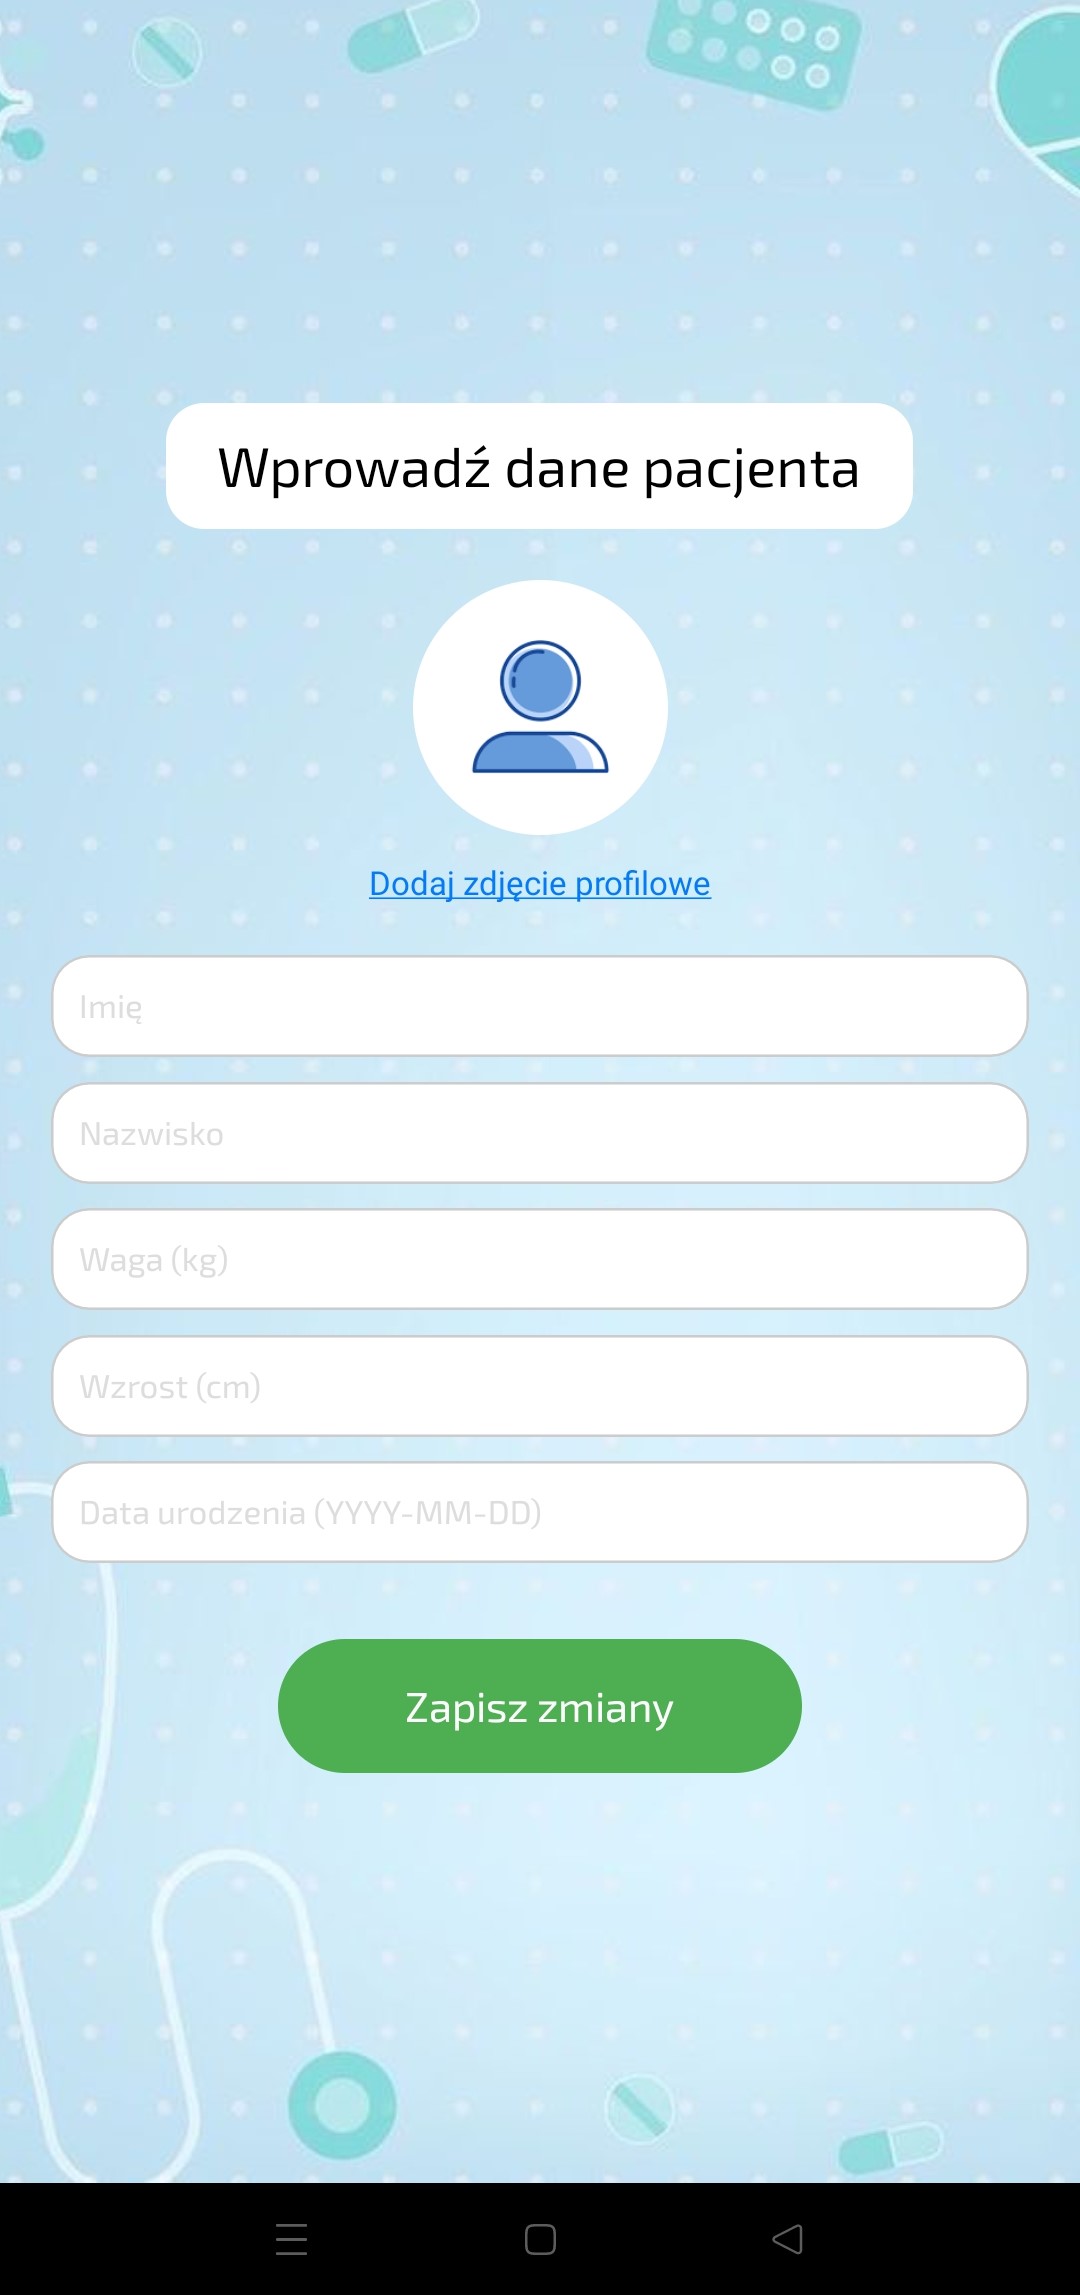 Wprowadź dane pacjenta
Dodaj zdjęcie profilowe
Imię
Nazwisko
Waga (kg)
Wzrost (cm)
Data urodzenia (YYYY-MM-DD)
Zapisz zmiany